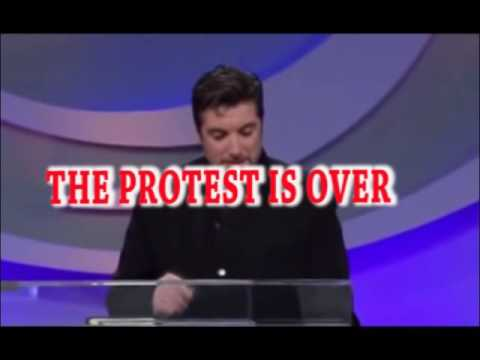 THE PROTEST IS OVER